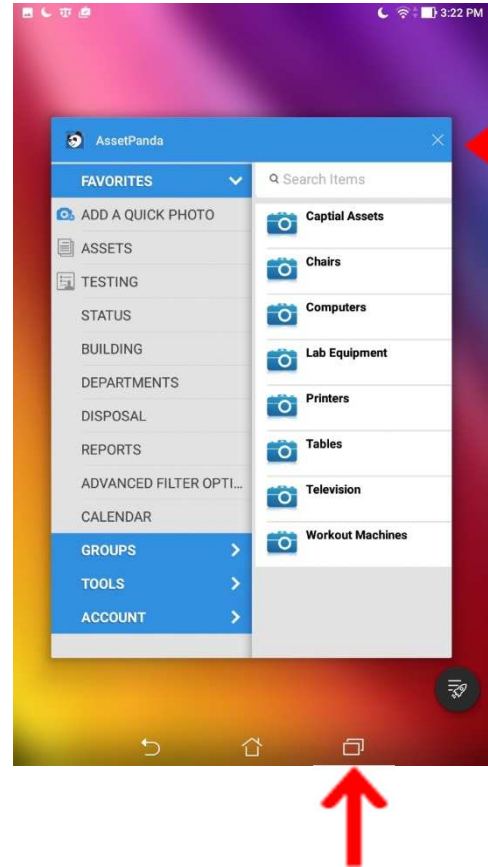 3:22 PM
AssetPanda
FAVORITES
ADD A QUICK PHOTO
ASSETS
TESTING
STATUS
BUILDING
DEPARTMENTS
DISPOSAL
REPORTS
ADVANCED FILTER OPTI...
CALENDAR
GROUPS
TOOLS
ACCOUNT
Search Items
Captial Assets
Chairs
Computers
Lab Equipment
Printers
Tables
Television
Workout Machines